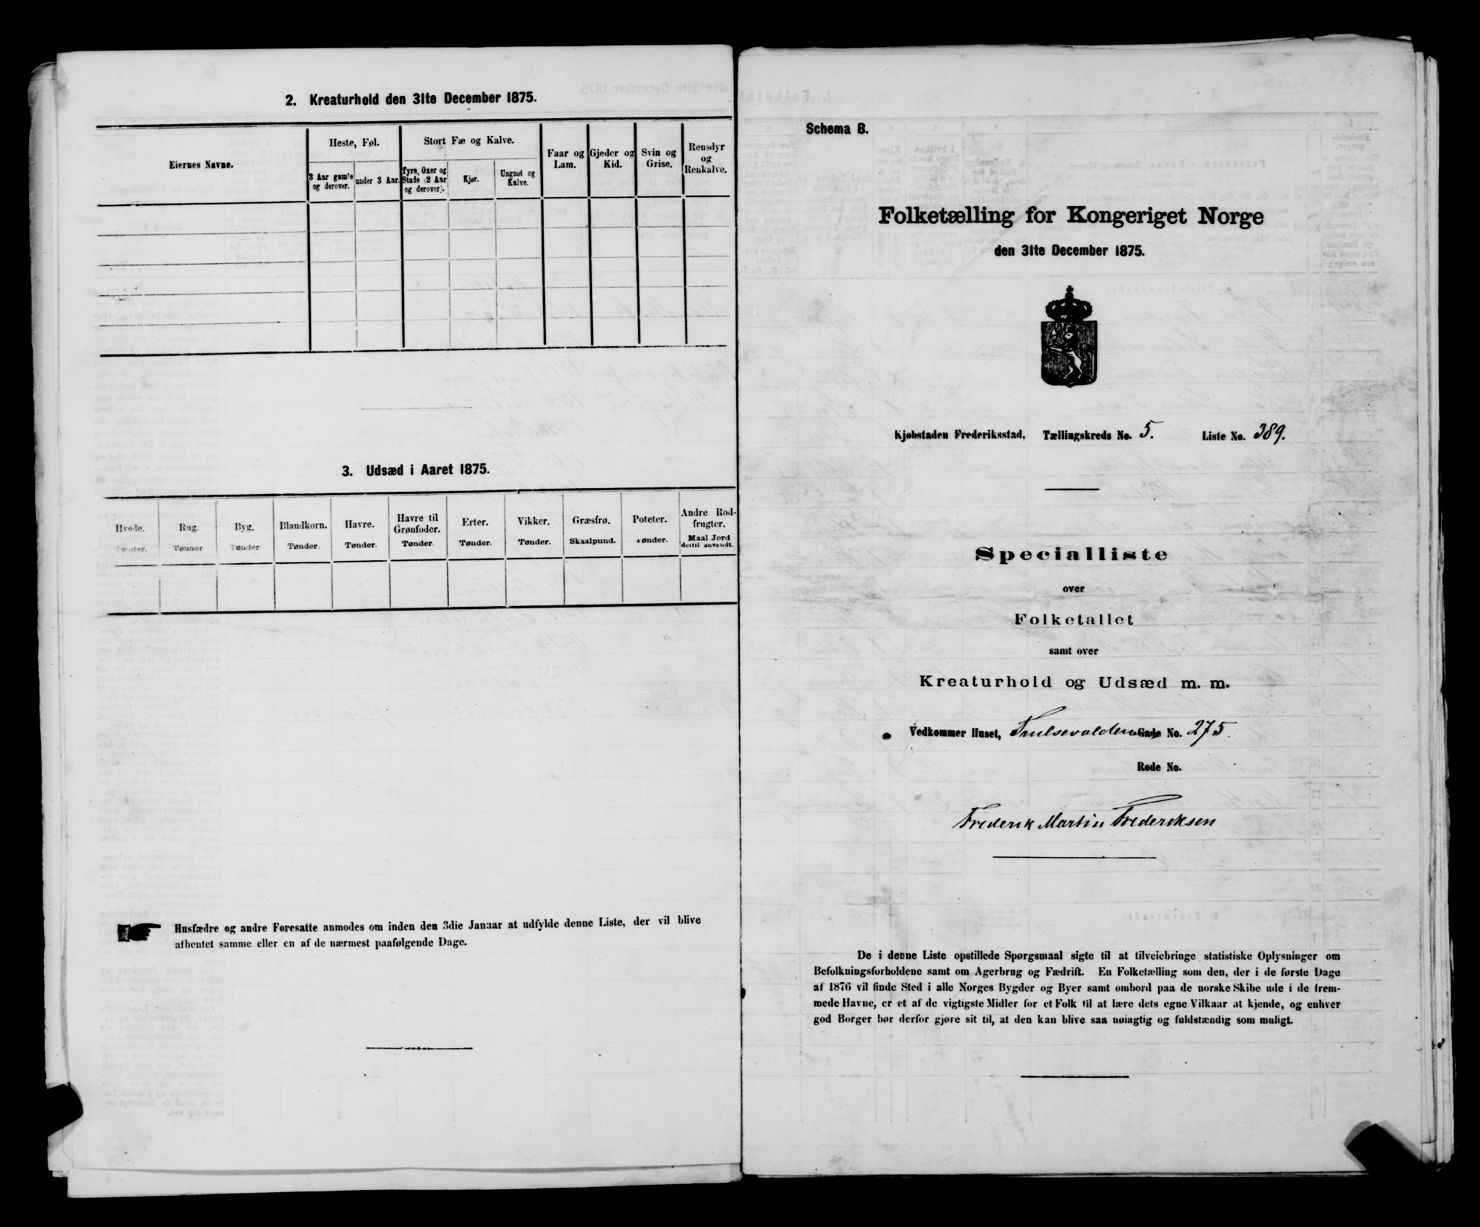 2. Kreaturhold den 31te December 1875.
Eiernes Navne.
Heste, Føl.
Stort Fæ og Kalve.
Faar og Lam.
Gjeder og Kid.
Svin og Grise.
Rensdyr og Renkalve.
3 Aar gamle og derover.
under 3 Aar.
Tyre, Oxer og Stude (2 Aar og derover).
Kjør.
Ungnøt og Kalve.
3. Udsæd i Aaret 1875.
Hvede.
Rug.
Byg.
Blandkorn.
Havre.
Havre til Grønfoder.
Erter.
Vikker.
Græsfrø.
Poteter.
Andre Rodfrugter.
Tønder.
Tønner
Tønder.
Tønder.
Tønder.
Tønder.
Tønder.
Tønder.
Skaalpund.
Tønder.
Maal Jord dertil anvendt.
Husfædre og andre Foresatte anmodes om inden den 3die Januar at udfylde denne Liste, der vil blive
afhentet samme eller en af de nærmest paafølgende Dage.
Schema B.
Folketælling for Kongeriget Norge
den 31te December 1875.
Kjøbstaden Frederiksstad, Tællingskreds No. 5. Liste No. 389.
Specialliste
over
Folketallet
samt over
Kreaturhold og Udsæd m. m.
Vedkommer Huset, Gade No. 275.
Rode No.
Frederik Martin Frederiksen
De i denne Liste opstillede Spørgsmaal sigte til at tilveiebringe statistiske Oplysninger om
Befolkningsforholdene samt om Agerbrug og Fædrift. En Folketælling som den, der i de første Dage
af 1876 vil finde Sted i alle Norges Bygder og Byer samt ombord paa de norske Skibe ude i de frem-
mede Havne, er et af de vigtigste Midler for et Folk til at lære dets egne Vilkaar at kjende, og enhver
god Borger bør derfor gjøre sit til, at den kan blive saa nøiagtig og fuldstændig som muligt.